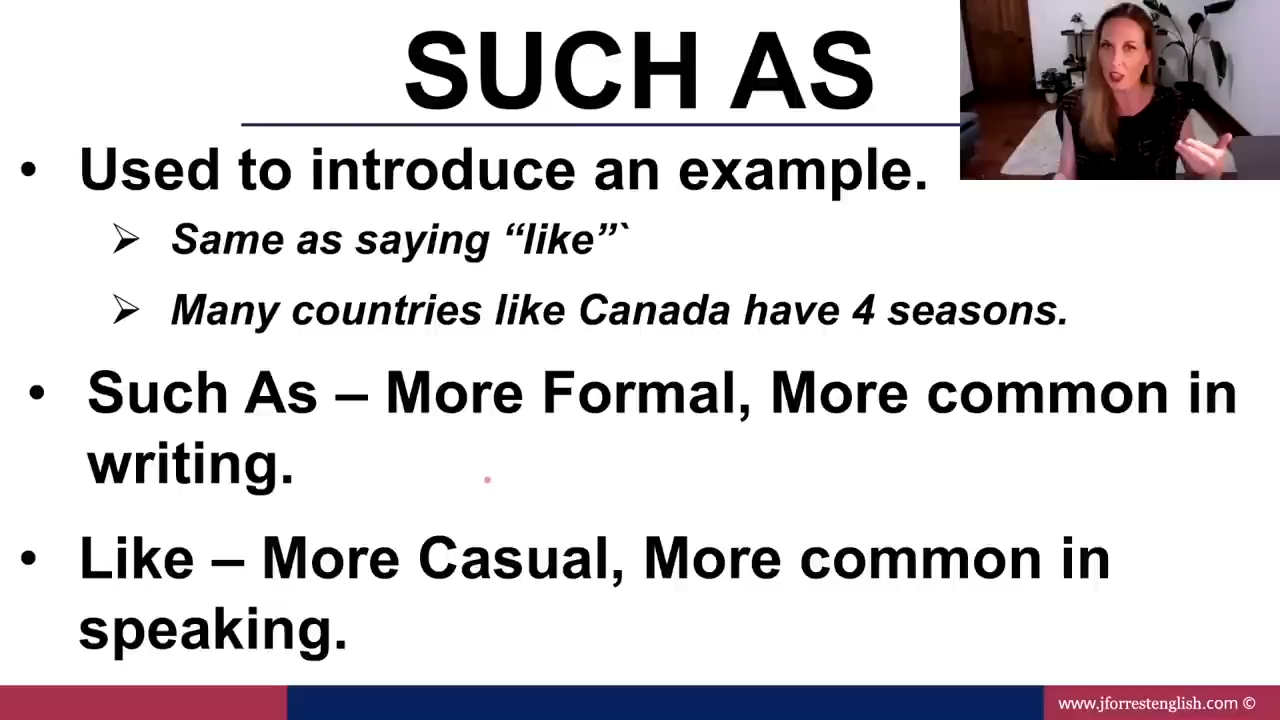 SUCH AS
• Used to introduce an example.
➢ Same as saying “like”`
➢ Many countries like Canada have 4 seasons.
• Such As – More Formal, More common in
writing.
• Like – More Casual, More common in
speaking.
www.jforrestenglish.com ©